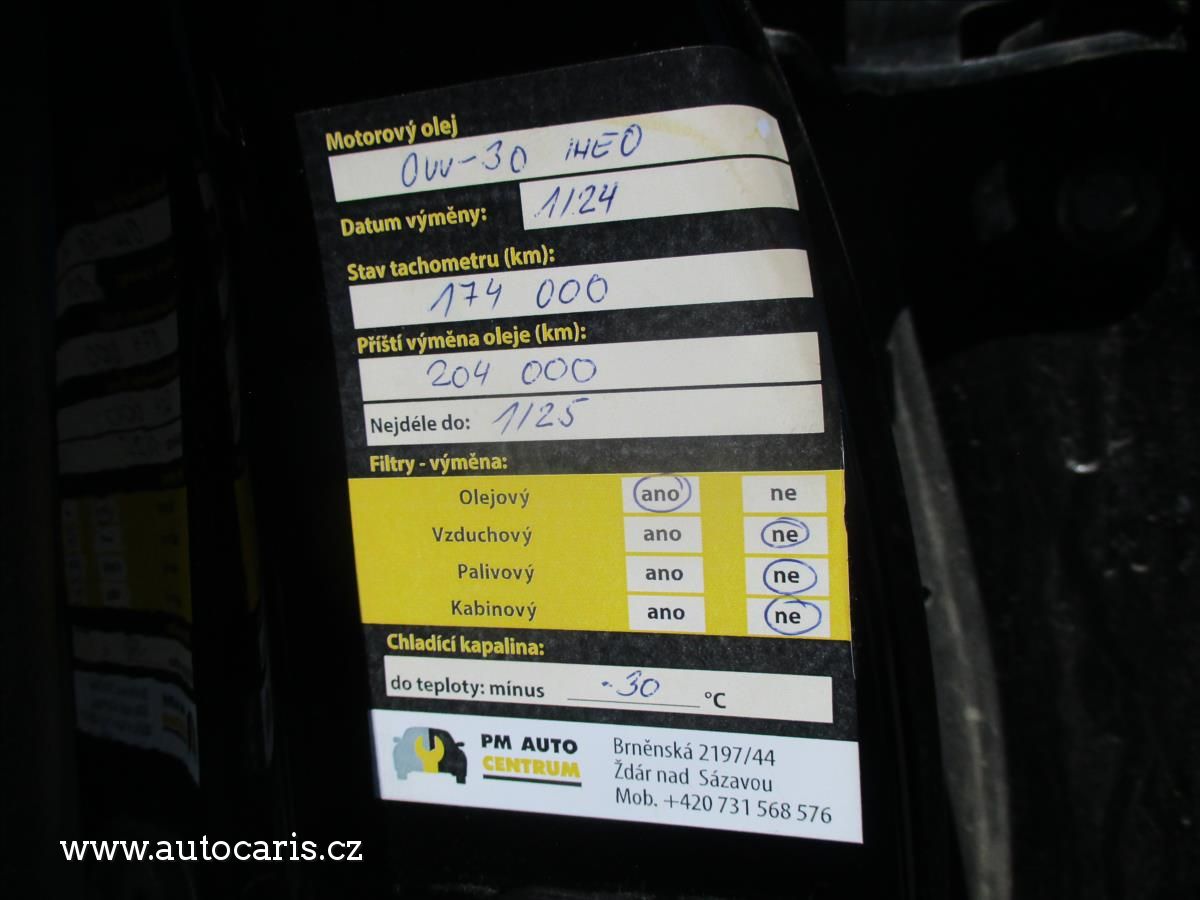 Motorový olej
0W-30 INEO
Datum výměny: 1/24
Stav tachometru (km):
174 000
Příští výměna oleje (km):
204 000
Nejdéle do: 1/25
Filtry - výměna:
Olejový ano ne
Vzduchový ano ne
Palivový ano ne
Kabinový ano ne
Chladící kapalina:
do teploty: mínus -30 °C
PM AUTO
CENTRUM
Brněnská 2197/44
Ždár nad Sázavou
Mob. +420 731 568 576
www.autocaris.cz